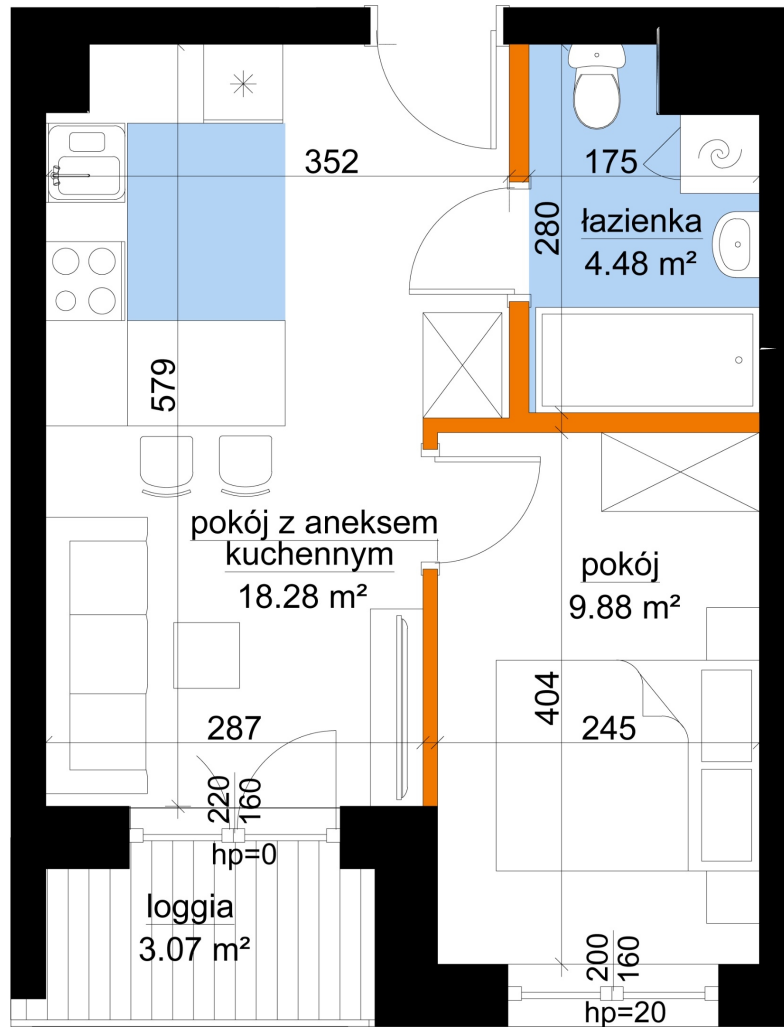 352
175
280
łazienka
4.48 m²
579
pokój z aneksem
kuchennym
18.28 m²
pokój
9.88 m²
404
287
245
220
160
hp=0
loggia
3.07 m²
200
160
hp=20